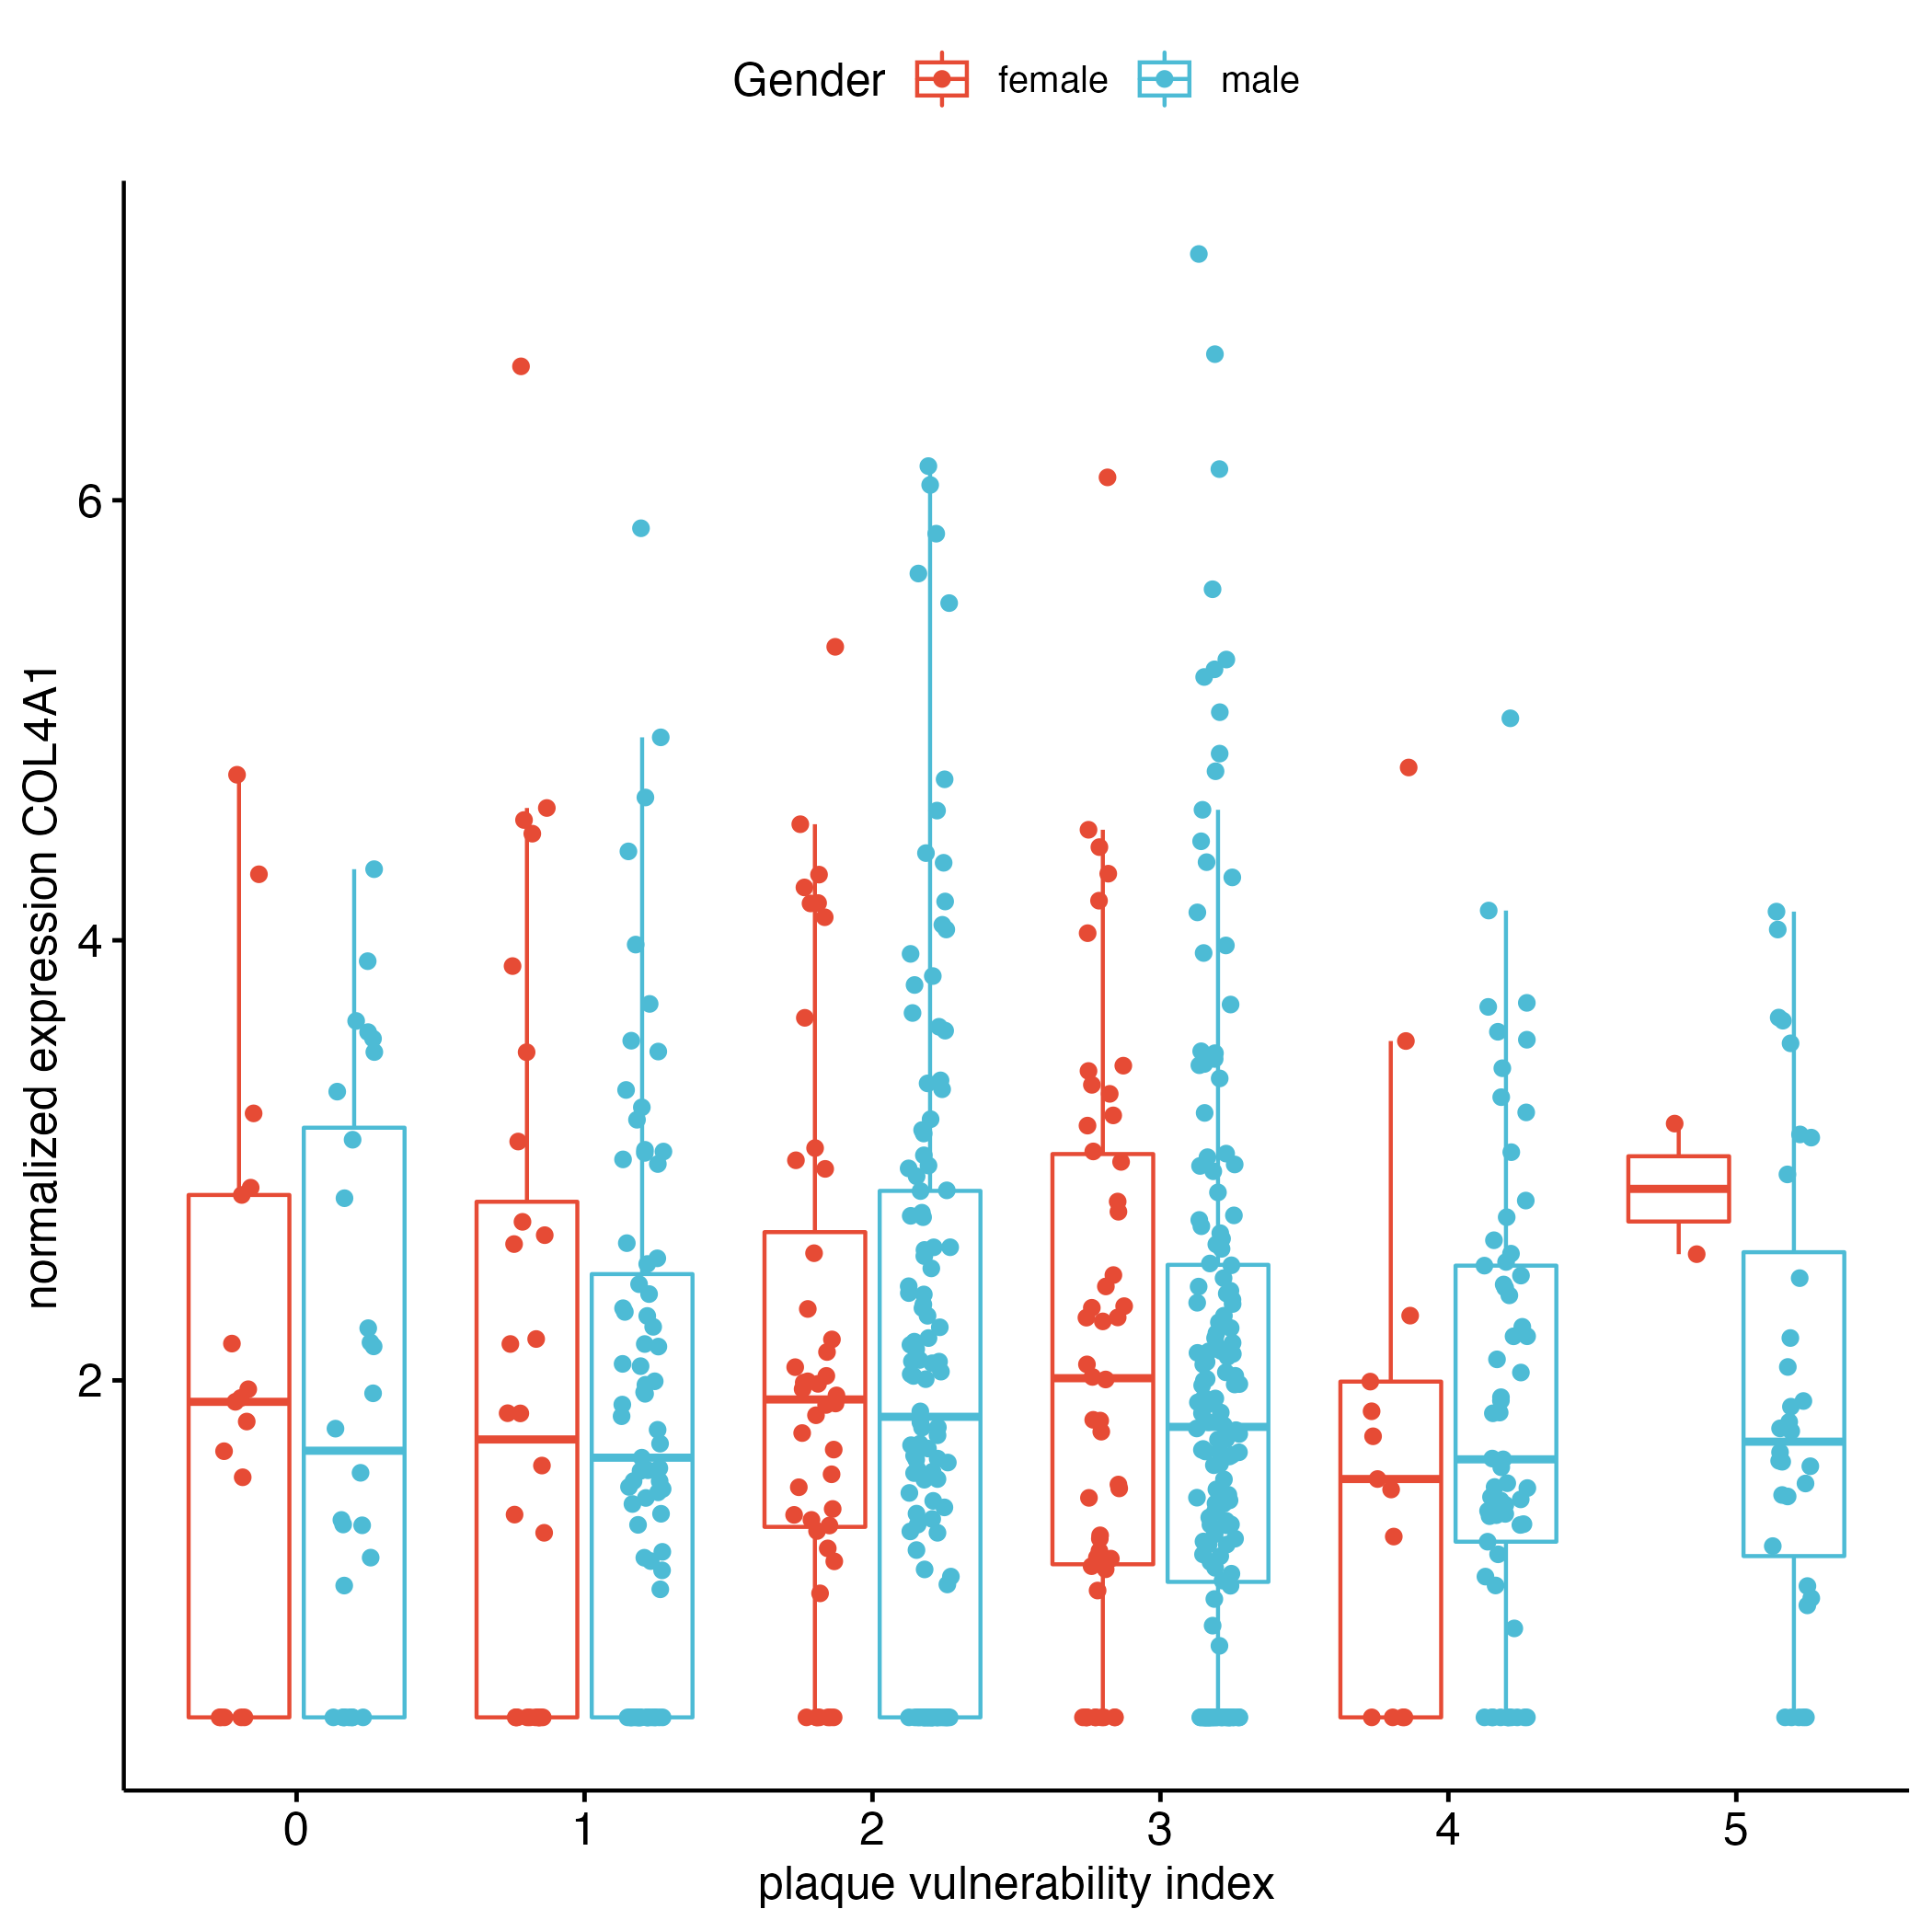 Gender female male
normalized expression COL4A1
6
4
2
0 1 2 3 4 5
plaque vulnerability index